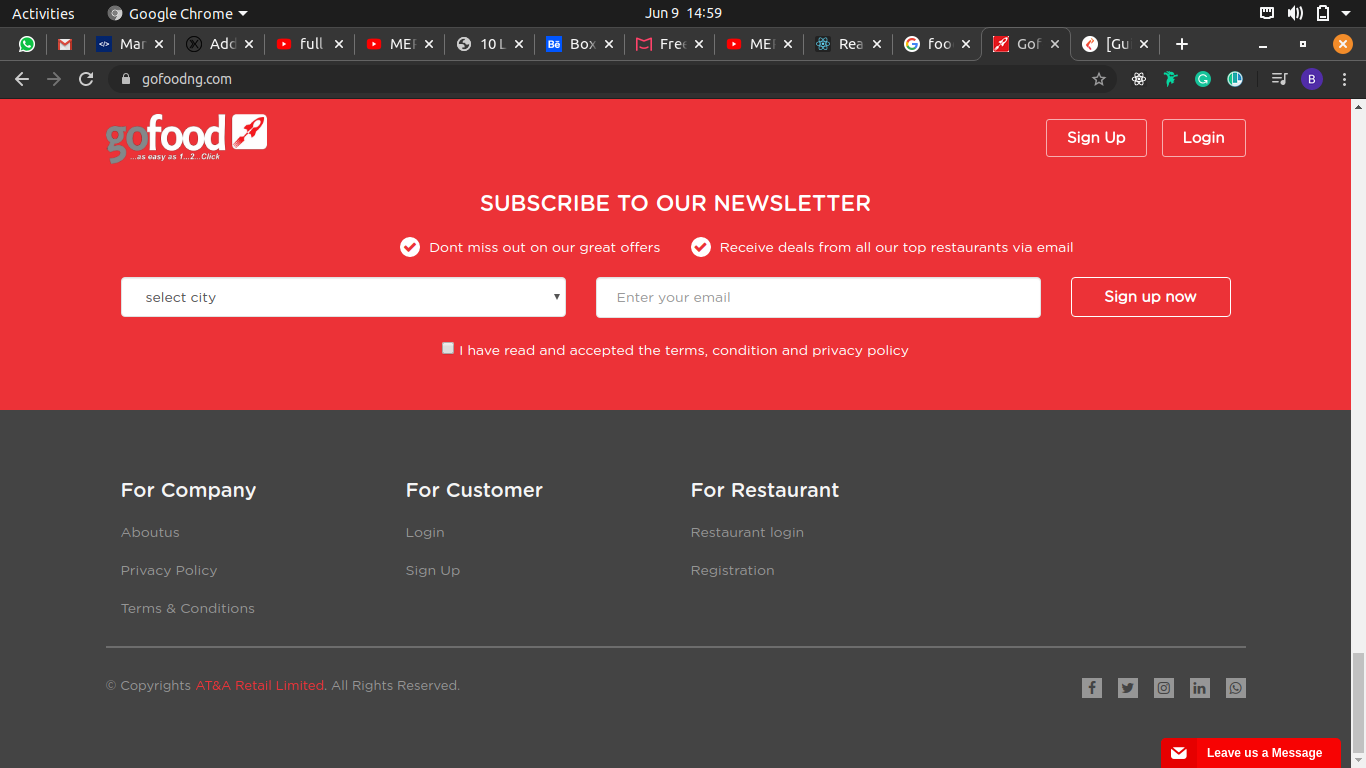 Activities Google Chrome Jun 9 14:59
Mar Add full MEF 10 L Box Free MEF Rea foo Gof [Gu
gofoodng.com B
gofood
...as easy as 1...2...Click
Sign Up Login
SUBSCRIBE TO OUR NEWSLETTER
Dont miss out on our great offers Receive deals from all our top restaurants via email
select city Enter your email Sign up now
I have read and accepted the terms, condition and privacy policy
For Company For Customer For Restaurant
Aboutus Login Restaurant login
Privacy Policy Sign Up Registration
Terms & Conditions
© Copyrights AT&A Retail Limited. All Rights Reserved.
Leave us a Message